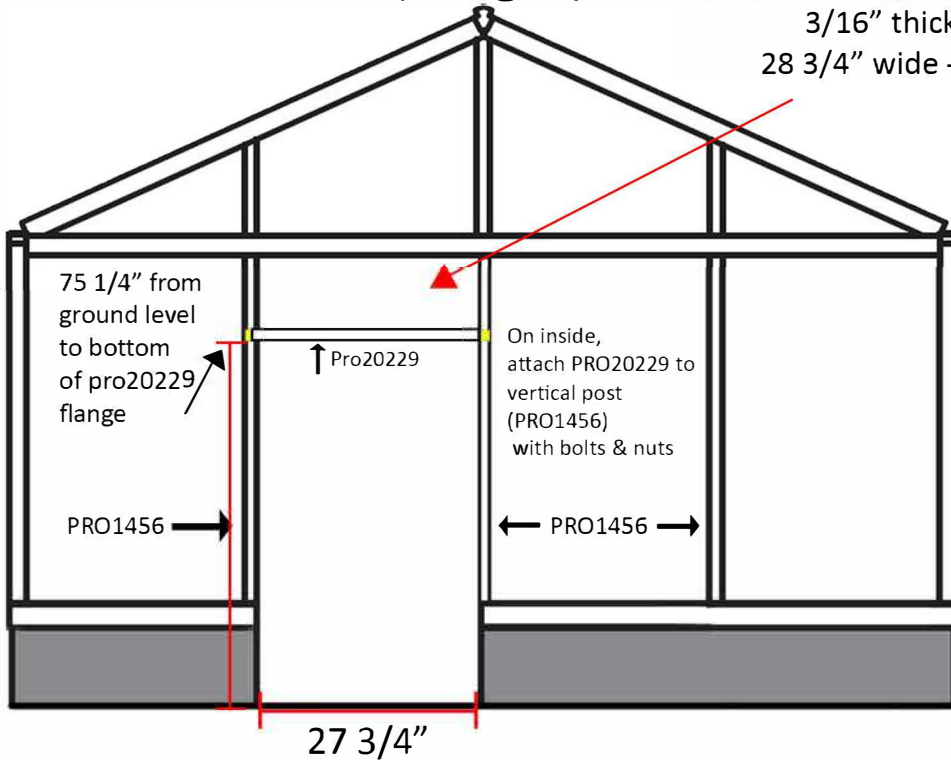 3/16” thick
28 3/4” wide -
75 1/4” from
ground level
to bottom
of pro20229
flange
Pro20229
On inside,
attach PRO20229 to
vertical post
(PRO1456)
with bolts & nuts
PRO1456
PRO1456
27 3/4”